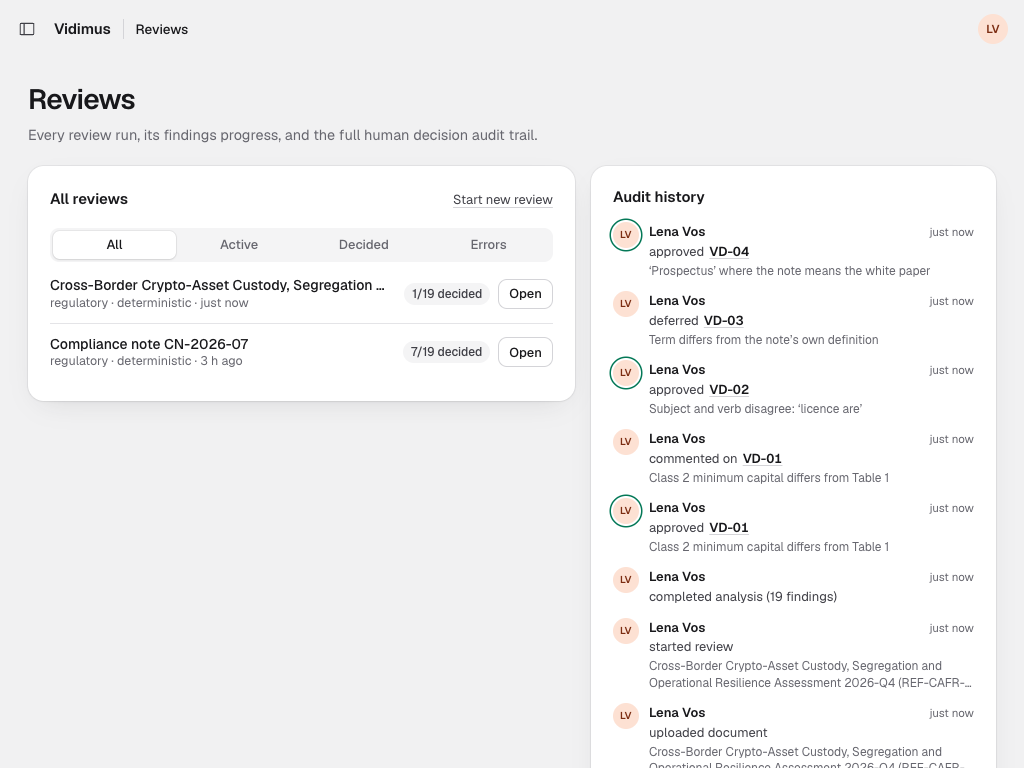 Vidimus
Reviews
LV
Reviews
Every review run, its findings progress, and the full human decision audit trail.
All reviews
Start new review
All
Active
Decided
Errors
Cross-Border Crypto-Asset Custody, Segregation …
regulatory · deterministic · just now
1/19 decided
Open
Compliance note CN-2026-07
regulatory · deterministic · 3 h ago
7/19 decided
Open
Audit history
LV
Lena Vos
just now
approved VD-04
‘Prospectus’ where the note means the white paper
LV
Lena Vos
just now
deferred VD-03
Term differs from the note’s own definition
LV
Lena Vos
just now
approved VD-02
Subject and verb disagree: ‘licence are’
LV
Lena Vos
just now
commented on VD-01
Class 2 minimum capital differs from Table 1
LV
Lena Vos
just now
approved VD-01
Class 2 minimum capital differs from Table 1
LV
Lena Vos
just now
completed analysis (19 findings)
LV
Lena Vos
just now
started review
Cross-Border Crypto-Asset Custody, Segregation and
Operational Resilience Assessment 2026-Q4 (REF-CAFR-…
LV
Lena Vos
just now
uploaded document
Cross-Border Crypto-Asset Custody, Segregation and
Operational Resilience Assessment 2026-Q4 (REF-CAFR-